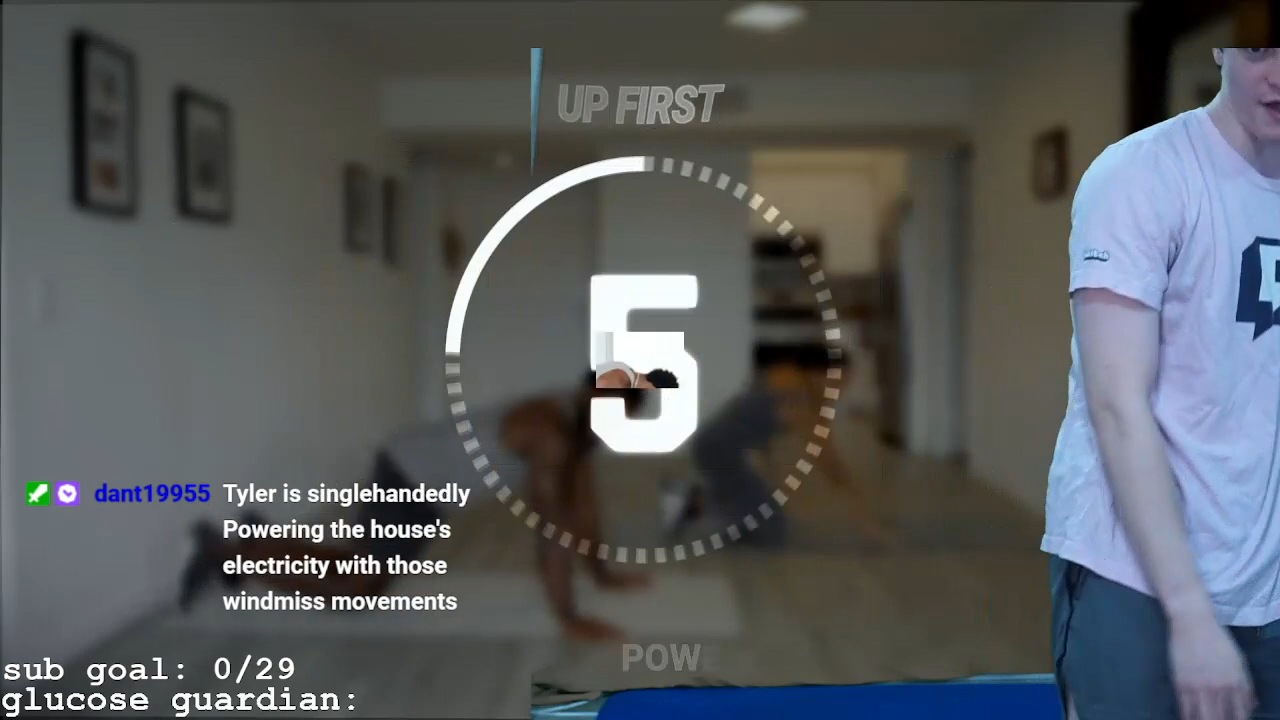 UP FIRST
5
dant19955 Tyler is singlehandedly
Powering the house's
electricity with those
windmiss movements
POWE
sub goal: 0/29
glucose guardian: